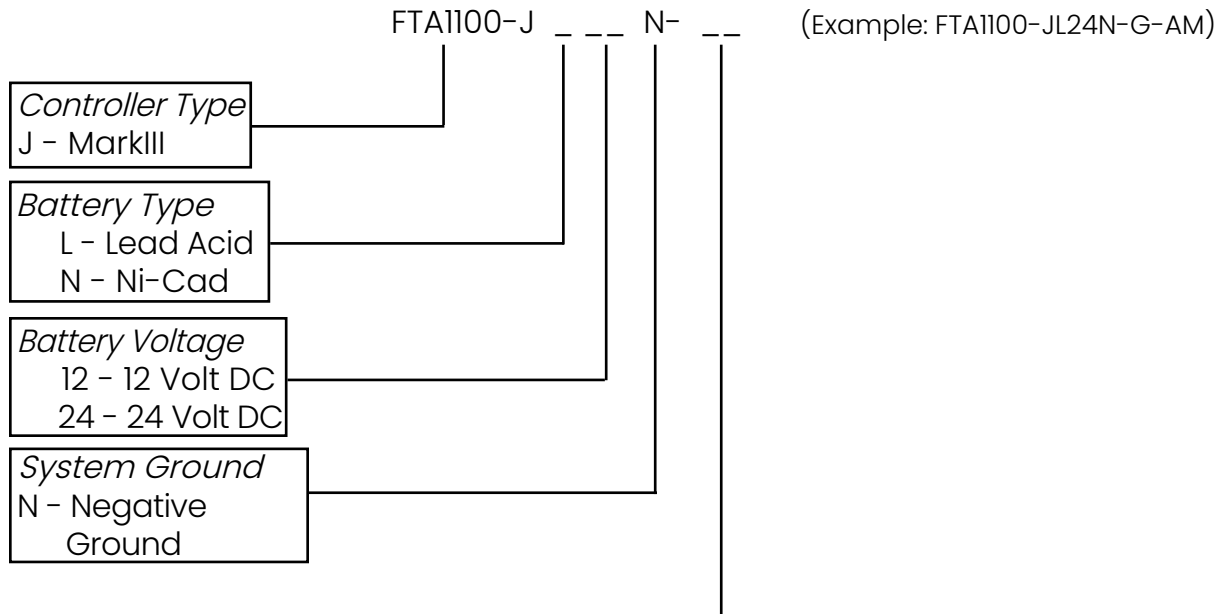 FTA1100-J _ __ N- __ (Example: FTA1100-JL24N-G-AM)
Controller Type
J - MarkIII
Battery Type
L - Lead Acid
N - Ni-Cad
Battery Voltage
12 - 12 Volt DC
24 - 24 Volt DC
System Ground
N - Negative
Ground